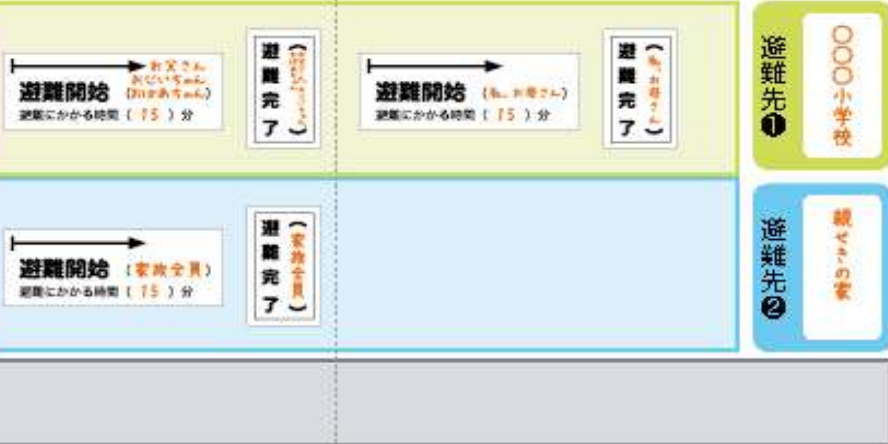 お父さん
おじいちゃん
避難開始 (おばあちゃん)
避難にかかる時間 ( 15 ) 分
避難完了
避難開始 (私、お母さん)
避難にかかる時間 ( 15 ) 分
避難完了 (私、お母さん)
避難先❶
〇〇〇小学校
避難開始 (家族全員)
避難にかかる時間 ( 15 ) 分
避難完了 (家族全員)
避難先❷
親せきの家